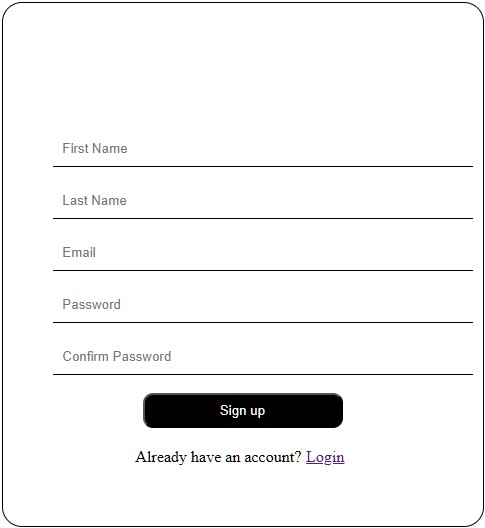 First Name
Last Name
Email
Password
Confirm Password
Sign up
Already have an account? Login